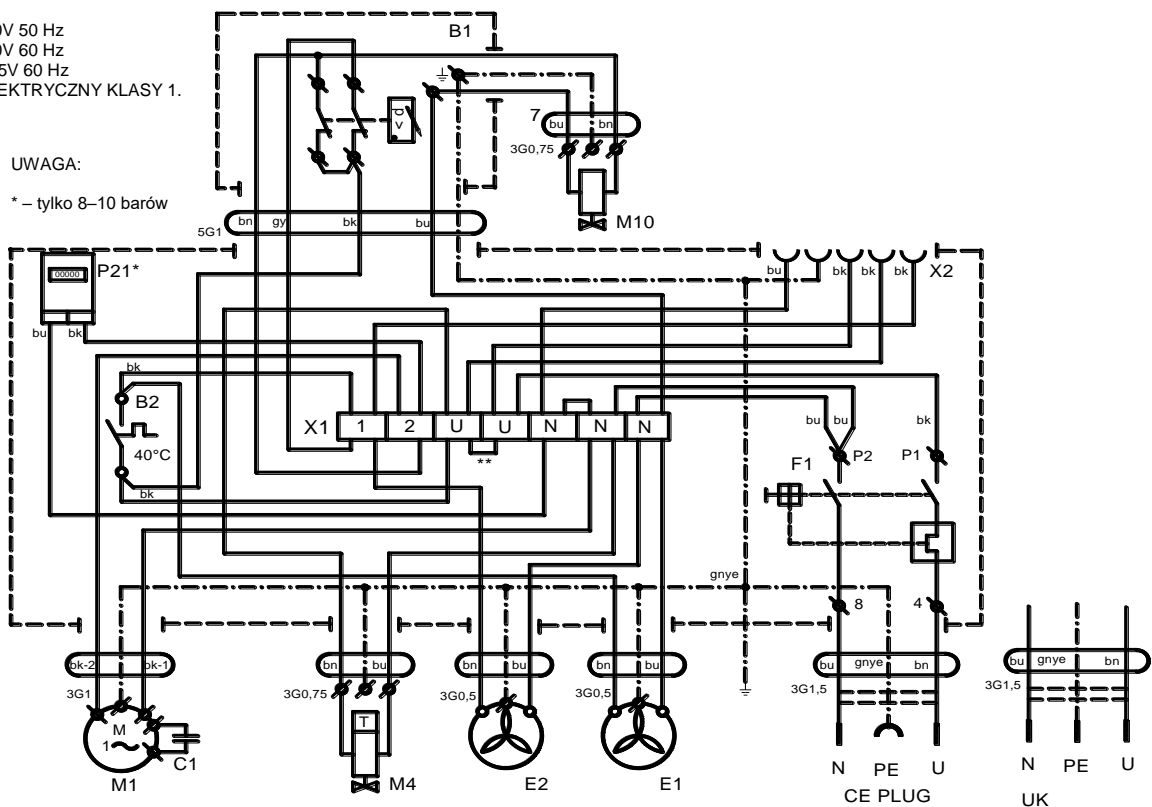 0V 50 Hz
0V 60 Hz
5V 60 Hz
EKTRYCZNY KLASY 1.
UWAGA:
* – tylko 8–10 barów
B1
7
bu bn
3G0,75
M10
bn gy bk bu
5G1
P21*
00000
bu bk
bu bk bk bk
X2
bk
B2
40°C
bk
X1 1 2 U U N N N
**
bu bu bk
F1 P2 P1
gnye
8 4
bk-2 bk-1
3G1
M
1
C1
M1
bn bu
3G0,75
T
M4
bn bu
3G0,5
E2
bn bu
3G0,5
E1
bu gnye bn
3G1,5
N PE U
CE PLUG
bu gnye bn
3G1,5
N PE U
UK